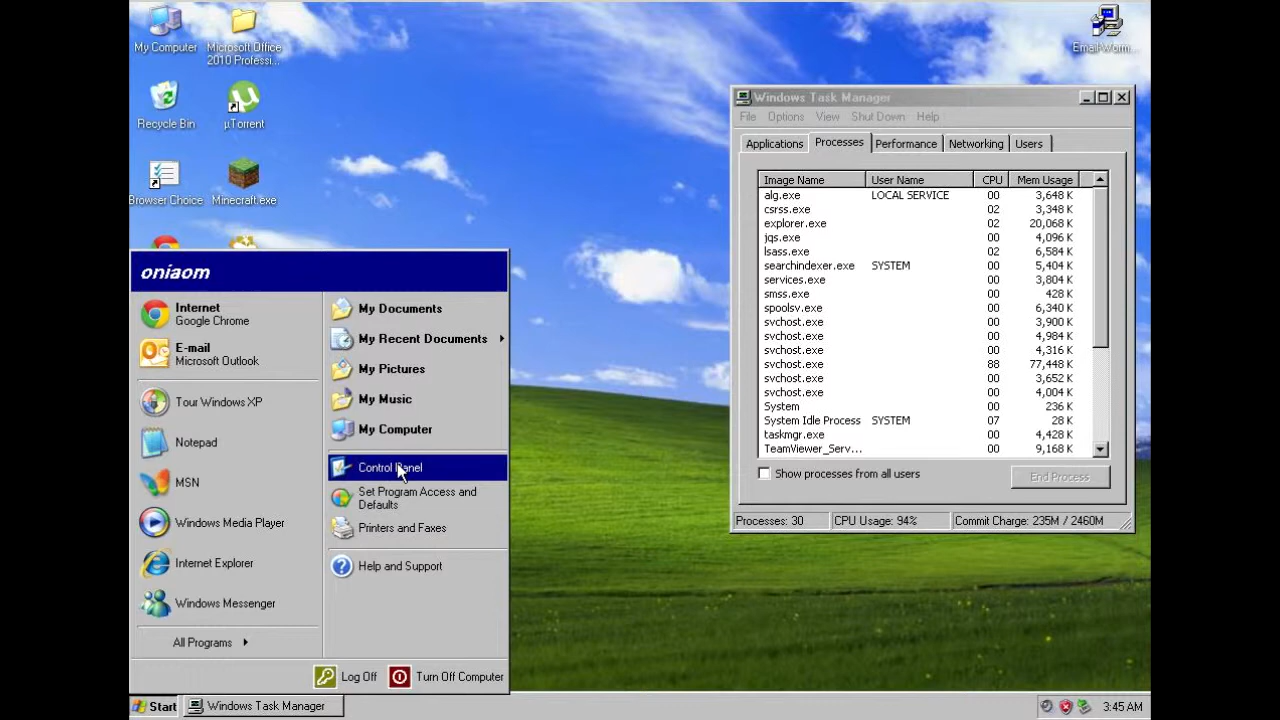 My Computer
Microsoft Office
2010 Professi...
Email-Worm...
Recycle Bin
µTorrent
Browser Choice
Minecraft.exe
oniaom
Internet
Google Chrome
E-mail
Microsoft Outlook
Tour Windows XP
Notepad
MSN
Windows Media Player
Internet Explorer
Windows Messenger
All Programs
My Documents
My Recent Documents
My Pictures
My Music
My Computer
Control Panel
Set Program Access and
Defaults
Printers and Faxes
Help and Support
Log Off
Turn Off Computer
Windows Task Manager
File Options View Shut Down Help
Applications Processes Performance Networking Users
Image Name User Name CPU Mem Usage
alg.exe LOCAL SERVICE 00 3,648 K
csrss.exe 02 3,348 K
explorer.exe 02 20,068 K
jqs.exe 00 4,096 K
lsass.exe 02 6,584 K
searchindexer.exe SYSTEM 00 5,404 K
services.exe 00 3,804 K
smss.exe 00 428 K
spoolsv.exe 00 6,340 K
svchost.exe 00 3,900 K
svchost.exe 00 4,984 K
svchost.exe 00 4,316 K
svchost.exe 88 77,448 K
svchost.exe 00 3,652 K
svchost.exe 00 4,004 K
System 00 236 K
System Idle Process SYSTEM 07 28 K
taskmgr.exe 00 4,428 K
TeamViewer_Serv... 00 9,168 K
Show processes from all users
End Process
Processes: 30 CPU Usage: 94% Commit Charge: 235M / 2460M
Start
Windows Task Manager
3:45 AM